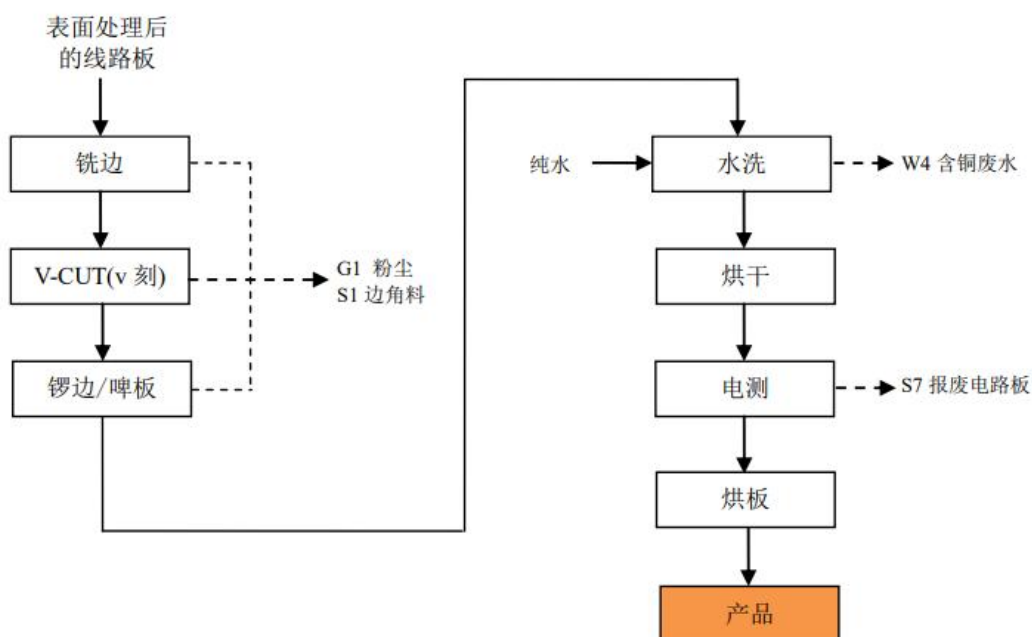 表面处理后
的线路板
铣边
V-CUT(v 刻)
锣边/啤板
G1 粉尘
S1 边角料
纯水
水洗
W4 含铜废水
烘干
电测
S7 报废电路板
烘板
产品